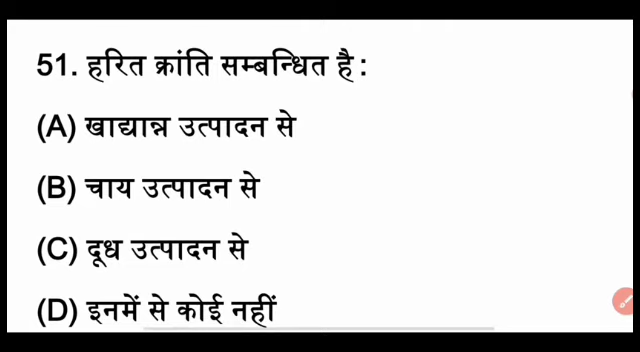 51. हरित क्रांति सम्बन्धित है :
(A) खाद्यान्न उत्पादन से
(B) चाय उत्पादन से
(C) दूध उत्पादन से
(D) इनमें से कोई नहीं